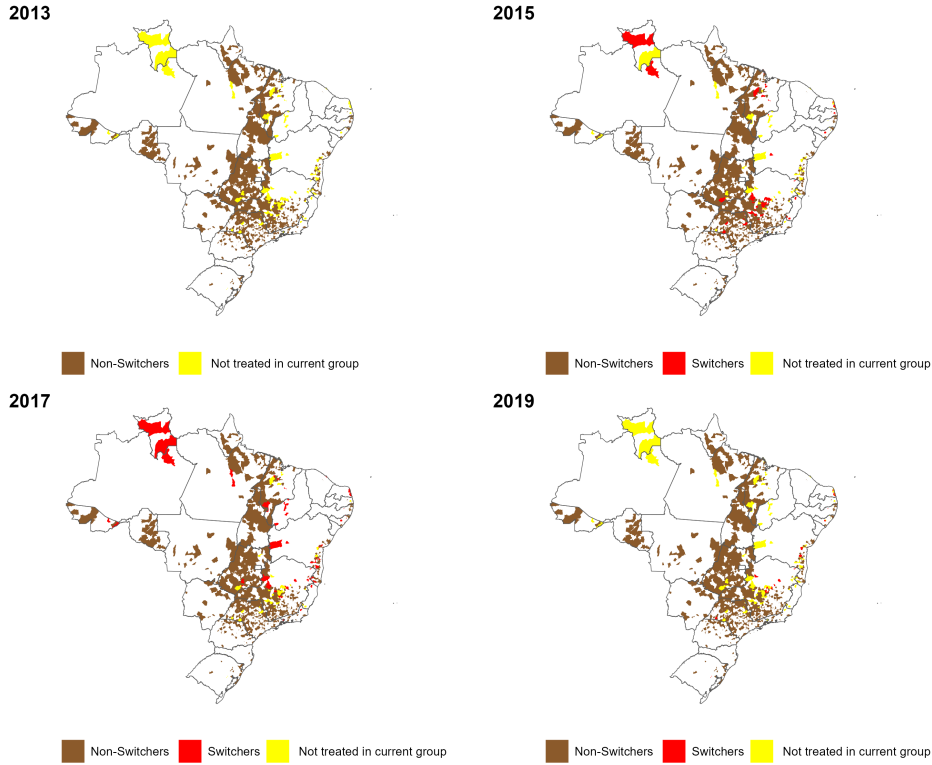 2013
2015
Non-Switchers Not treated in current group
Non-Switchers Switchers Not treated in current group
2017
2019
Non-Switchers Switchers Not treated in current group
Non-Switchers Switchers Not treated in current group